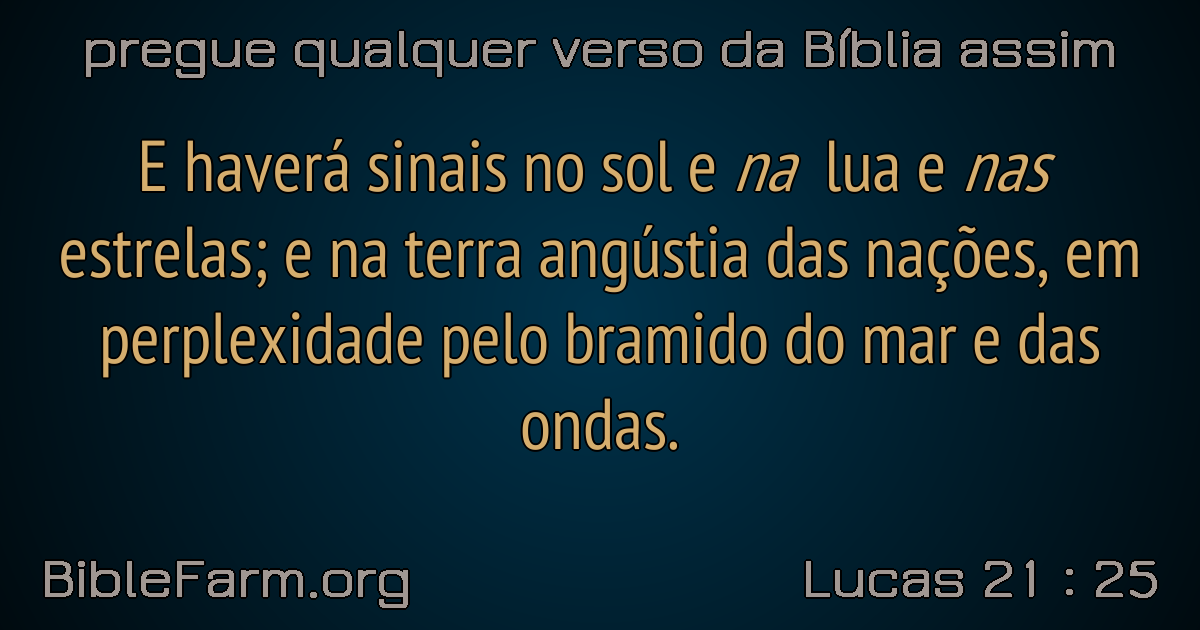 pregue qualquer verso da Bíblia assim
E haverá sinais no sol e na lua e nas
estrelas; e na terra angústia das nações, em
perplexidade pelo bramido do mar e das
ondas.
BibleFarm.org
Lucas 21 : 25